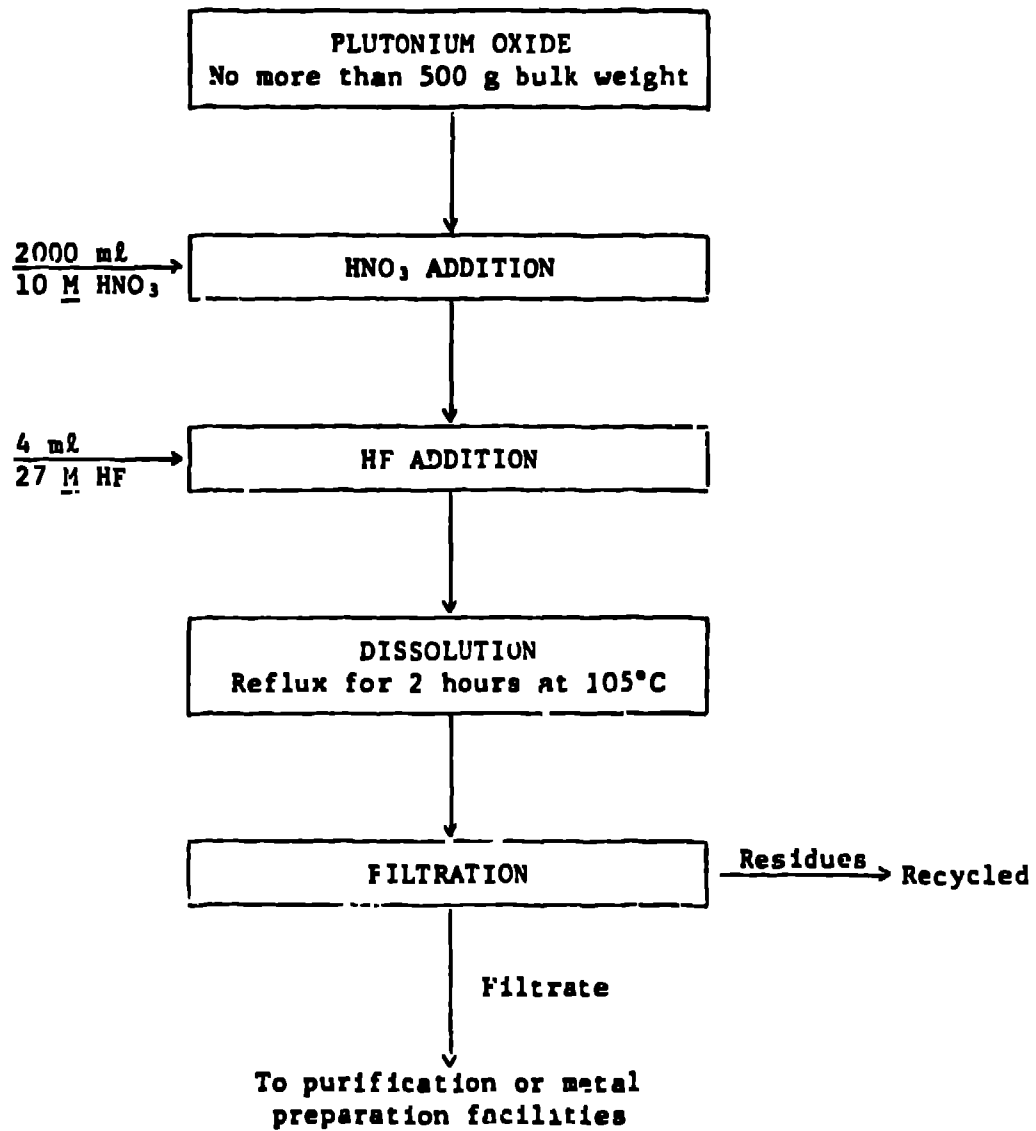 PLUTONIUM OXIDE
No more than 500 g bulk weight
2000 mℓ
10 M HNO₃
HNO₃ ADDITION
4 mℓ
27 M HF
HF ADDITION
DISSOLUTION
Reflux for 2 hours at 105°C
FILTRATION
Residues
Recycled
Filtrate
To purification or metal
preparation facilities